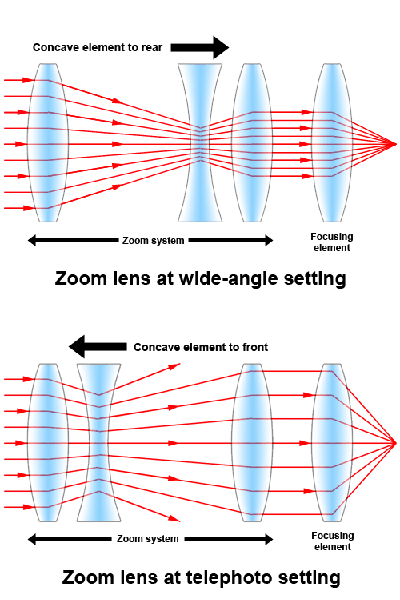 Concave element to rear
Zoom system
Focusing
element
Zoom lens at wide-angle setting
Concave element to front
Zoom system
Focusing
element
Zoom lens at telephoto setting